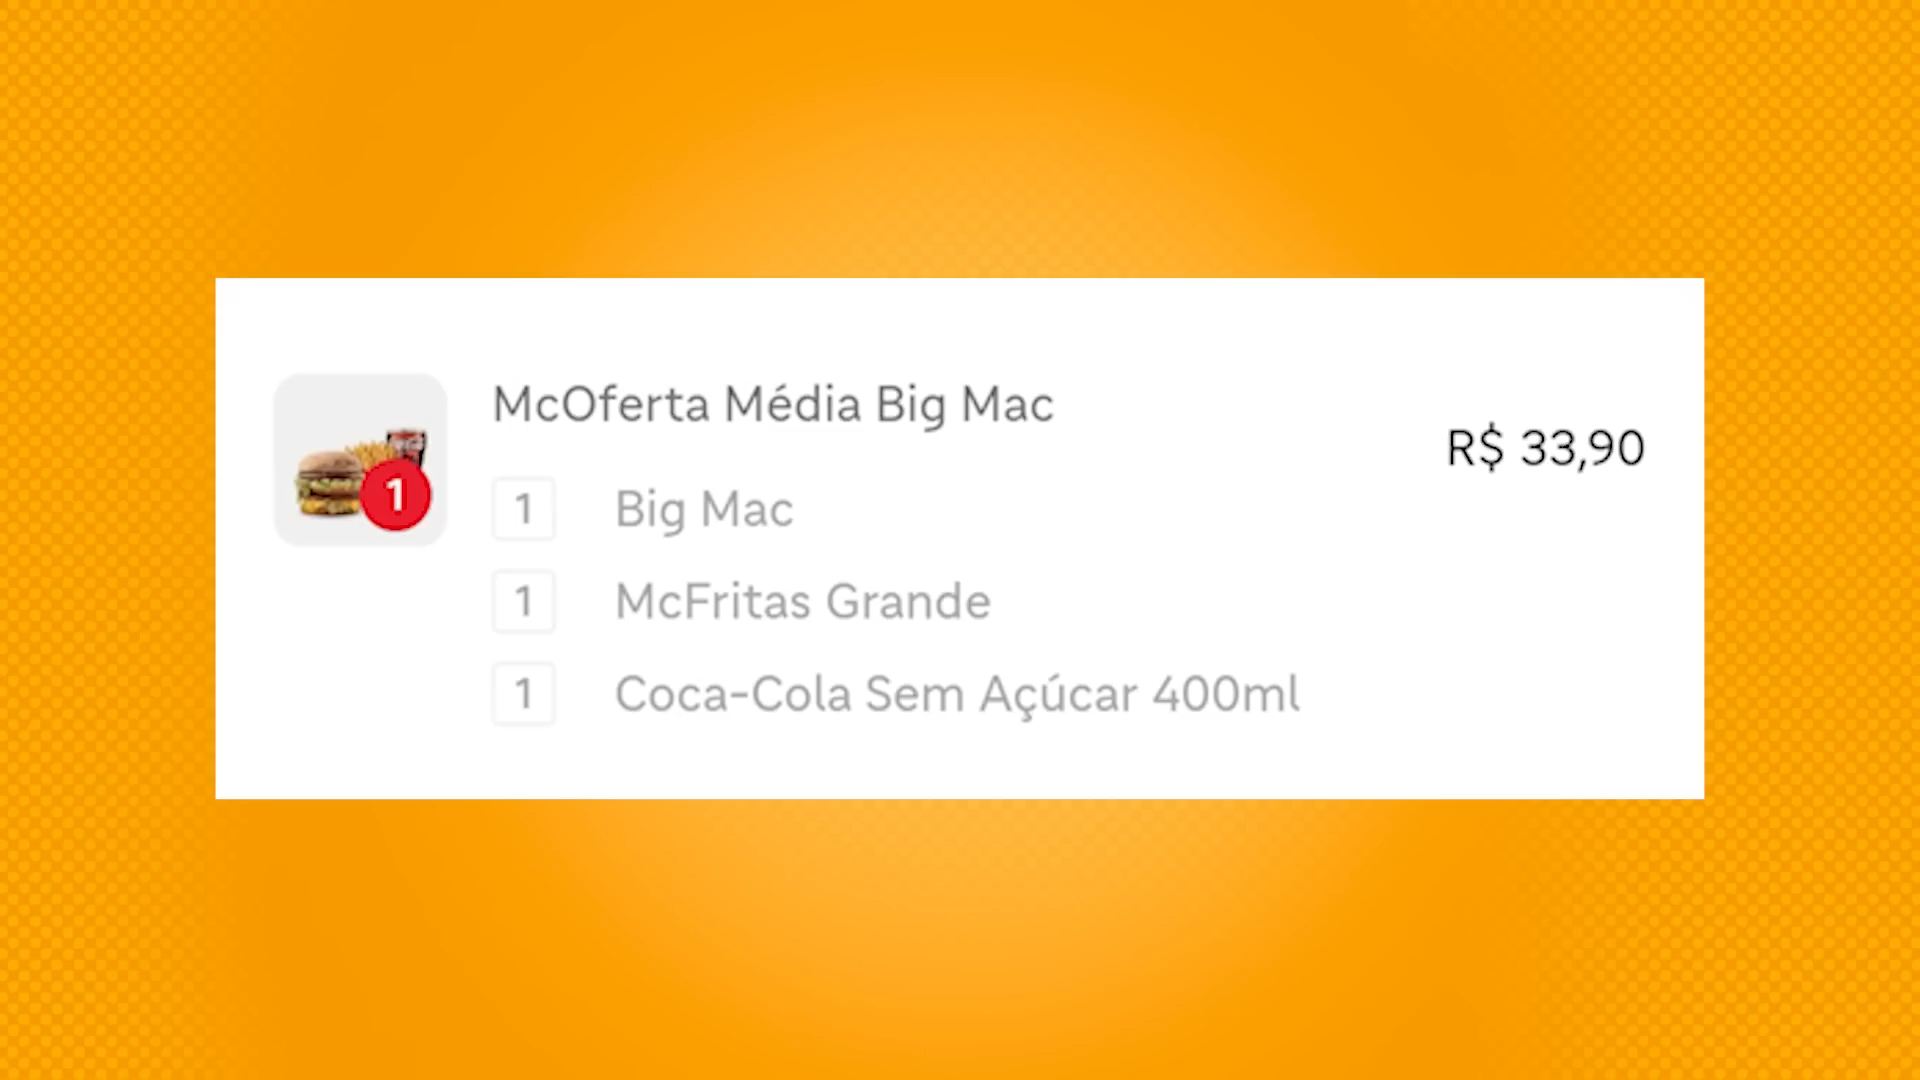 McOferta Média Big Mac
R$ 33,90
1
1 Big Mac
1 McFritas Grande
1 Coca-Cola Sem Açúcar 400ml